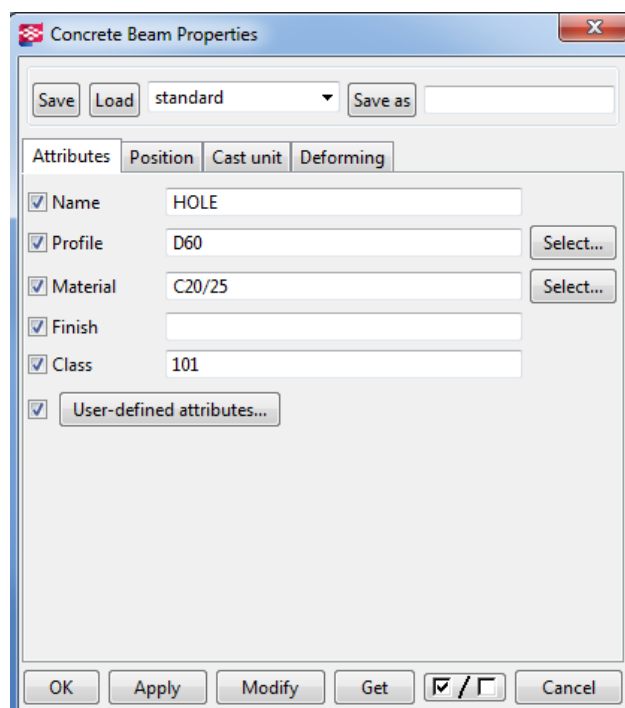 Concrete Beam Properties
Save Load standard Save as
Attributes Position Cast unit Deforming
Name HOLE
Profile D60 Select...
Material C20/25 Select...
Finish
Class 101
User-defined attributes...
OK Apply Modify Get / Cancel